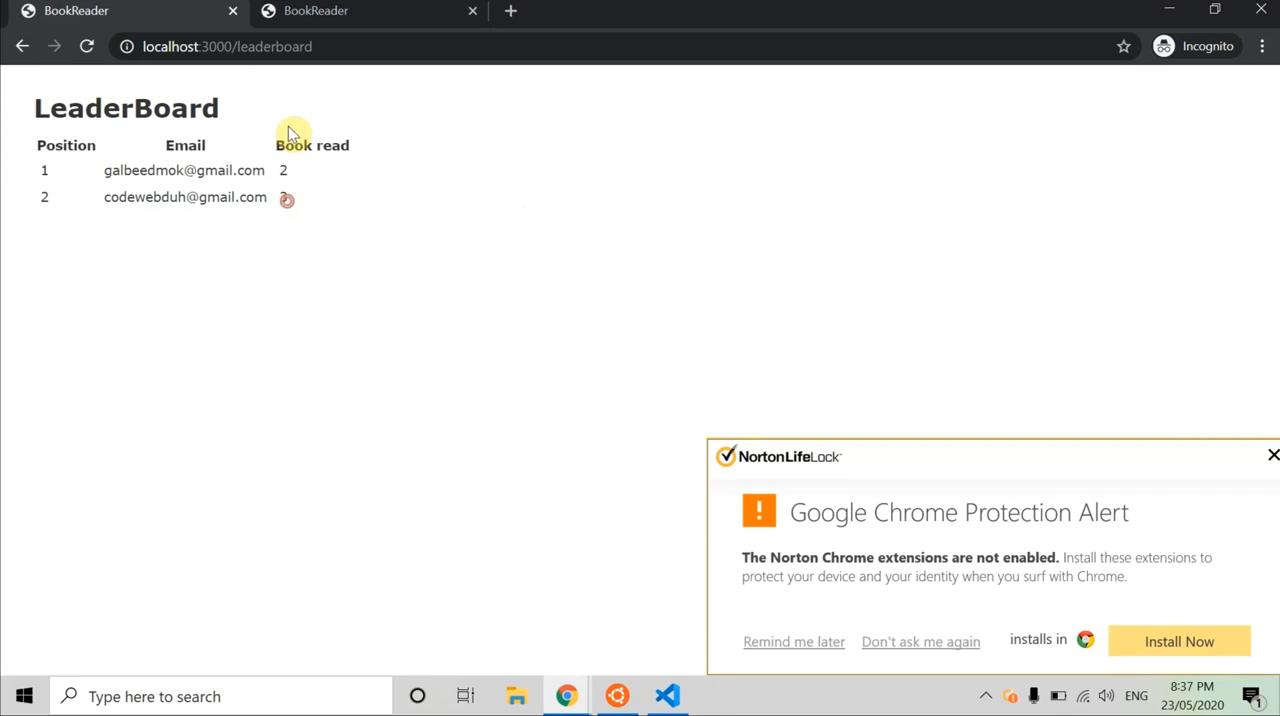 BookReader
BookReader
localhost:3000/leaderboard
Incognito
LeaderBoard
Position Email Book read
1 galbeedmok@gmail.com 2
2 codewebduh@gmail.com
NortonLifeLock
Google Chrome Protection Alert
The Norton Chrome extensions are not enabled. Install these extensions to
protect your device and your identity when you surf with Chrome.
Remind me later Don't ask me again installs in Install Now
Type here to search
ENG
8:37 PM
23/05/2020
1